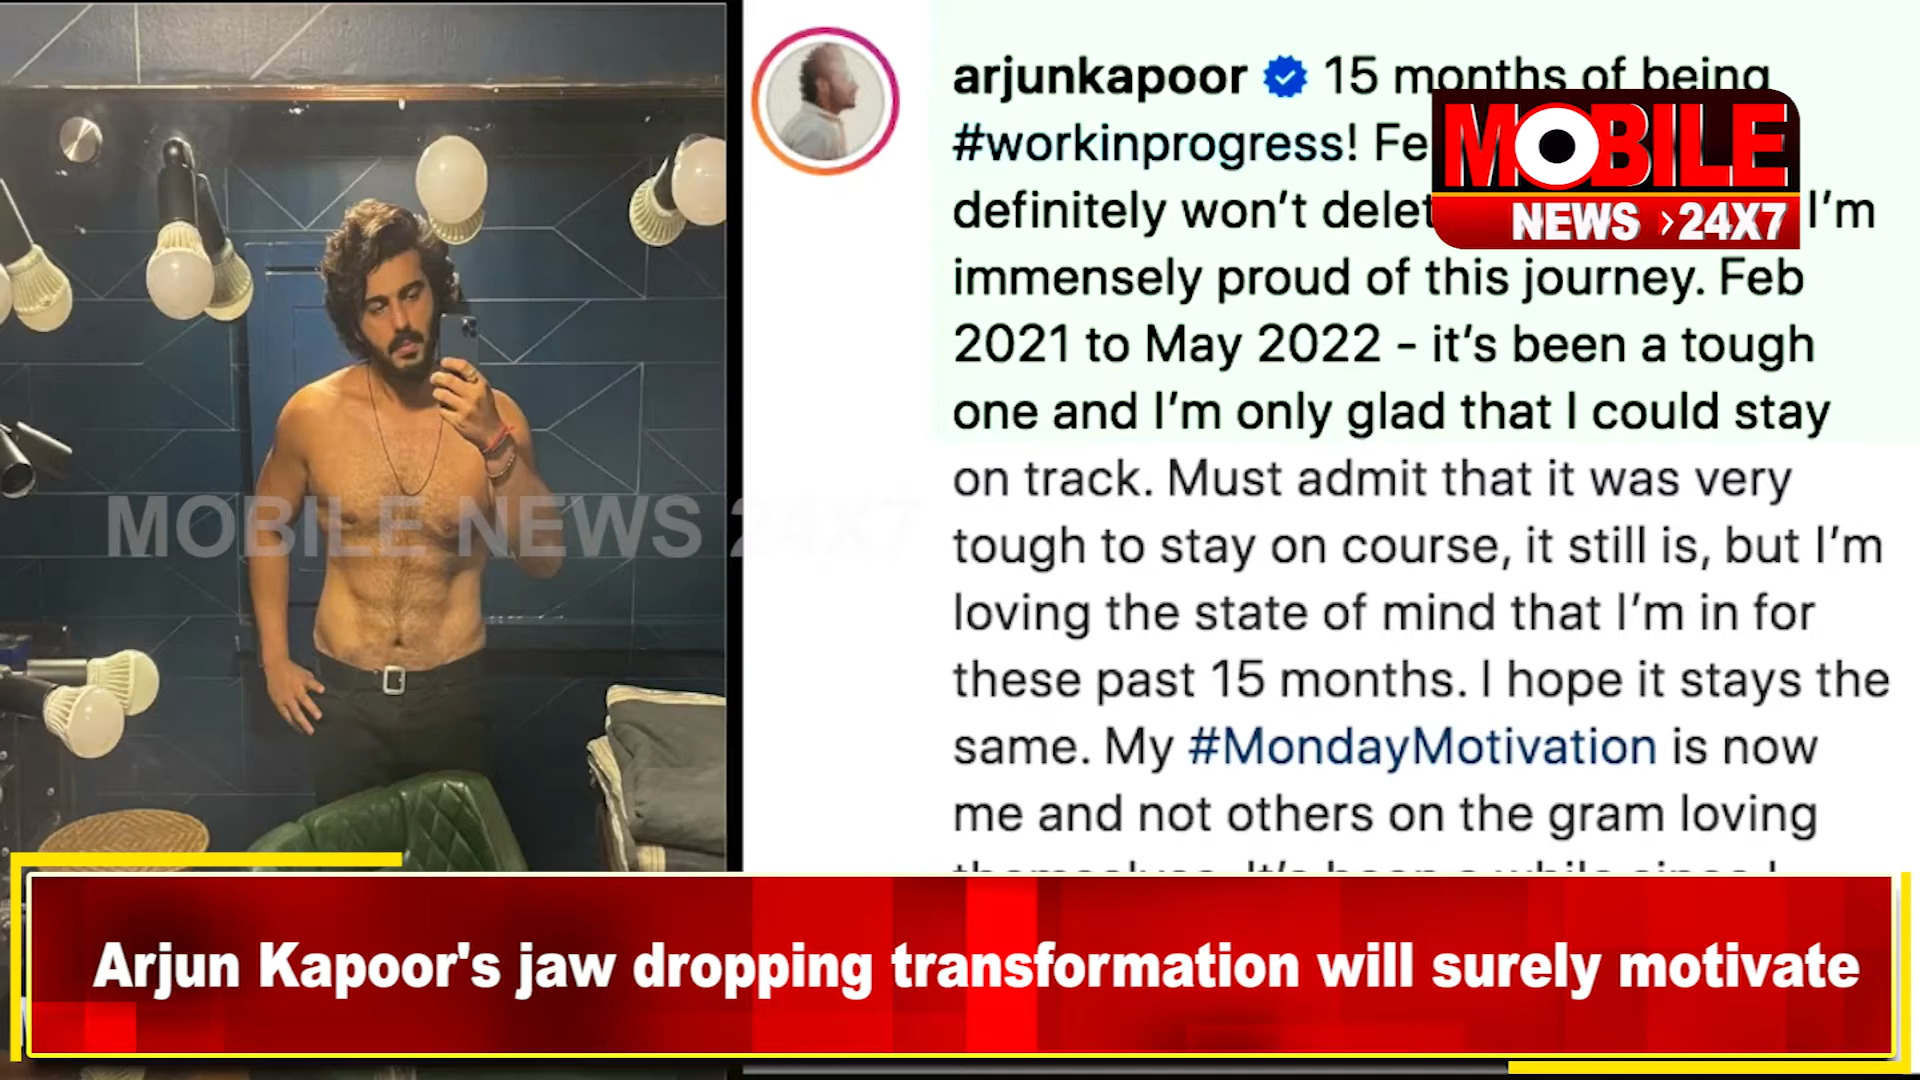 arjunkapoor 15 months of being
#workinprogress! Fe
definitely won't delet I'm
immensely proud of this journey. Feb
2021 to May 2022 - it's been a tough
one and I'm only glad that I could stay
on track. Must admit that it was very
tough to stay on course, it still is, but I'm
loving the state of mind that I'm in for
these past 15 months. I hope it stays the
same. My #MondayMotivation is now
me and not others on the gram loving
MOBILE
NEWS 24X7
MOBILE NEWS 24X7
Arjun Kapoor's jaw dropping transformation will surely motivate